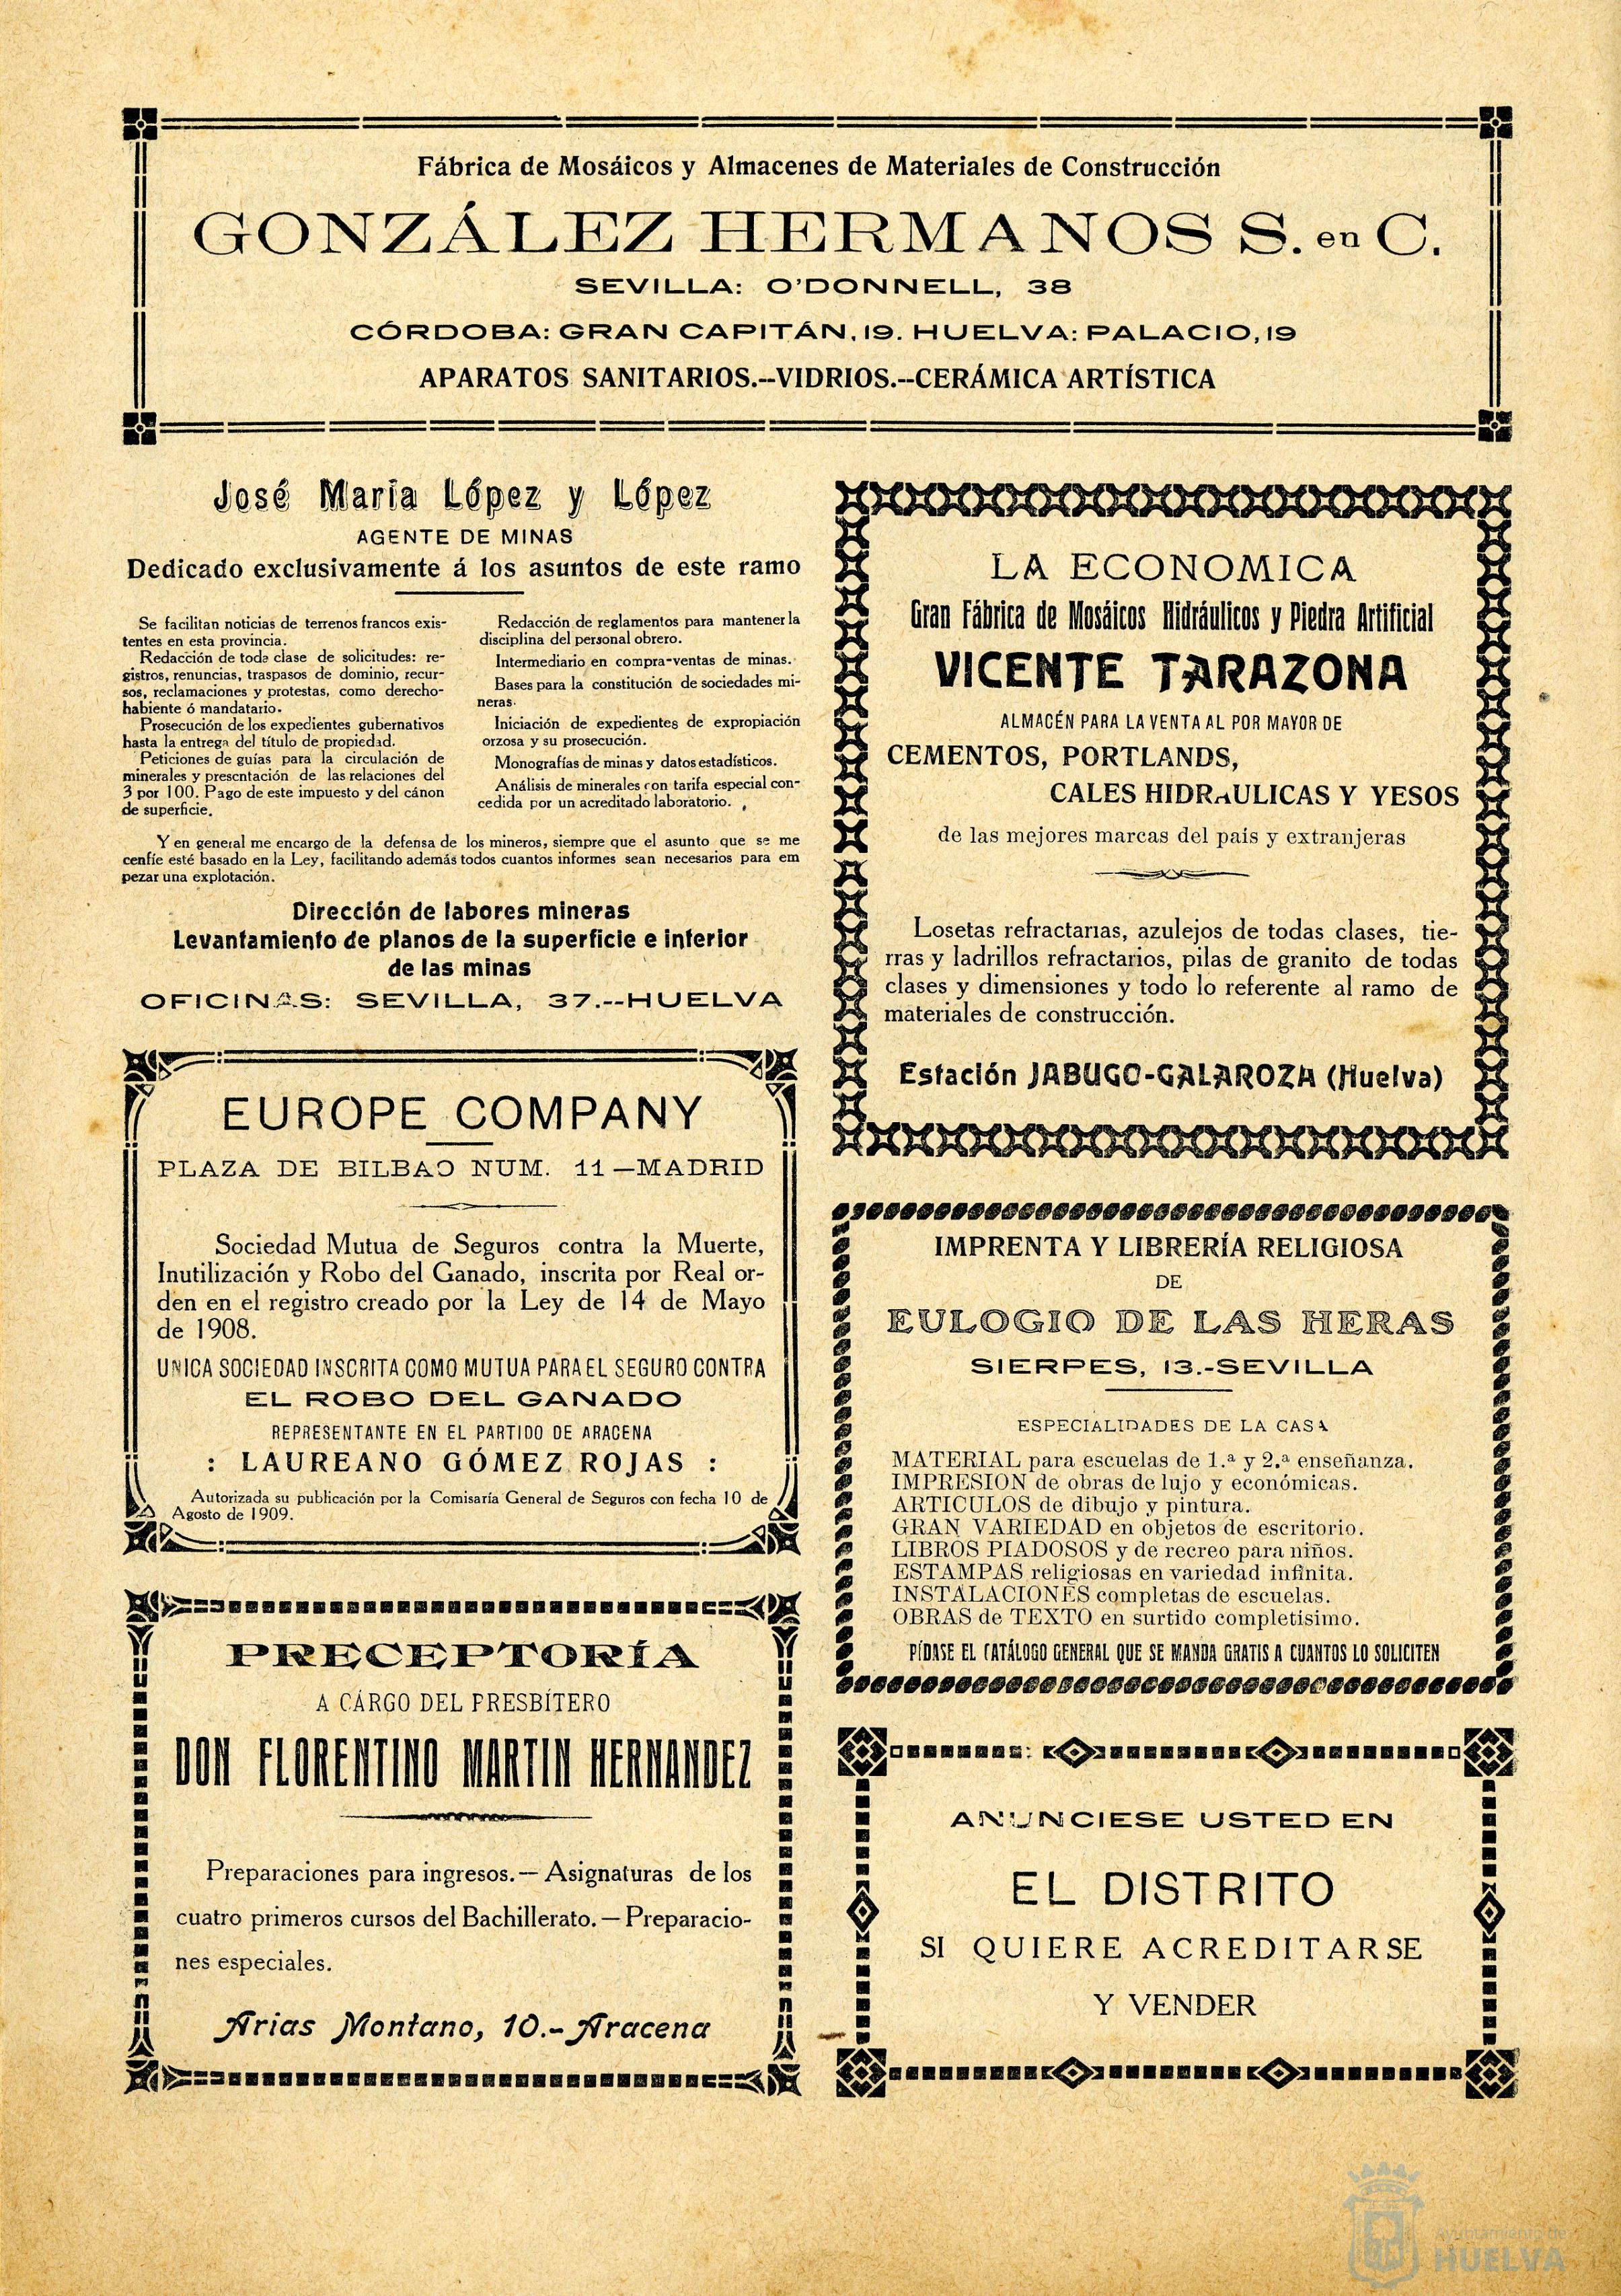 Fábrica de Mosáicos y Almacenes de Materiales de Construcción
GONZÁLEZ HERMANOS S. en C.
SEVILLA: O'DONNELL, 38
CÓRDOBA: GRAN CAPITÁN, 19. HUELVA: PALACIO, 19
APARATOS SANITARIOS.--VIDRIOS.--CERÁMICA ARTÍSTICA
José María López y López
AGENTE DE MINAS
Dedicado exclusivamente á los asuntos de este ramo
Se facilitan noticias de terrenos francos exis-
tentes en esta provincia.
Redacción de toda clase de solicitudes: re-
gistros, renuncias, traspasos de dominio, recur-
sos, reclamaciones y protestas, como derecho-
habiente ó mandatario.
Prosecución de los expedientes gubernativos
hasta la entrega del título de propiedad.
Peticiones de guías para la circulación de
minerales y presentación de las relaciones del
3 por 100. Pago de este impuesto y del cánon
de superficie.
Redacción de reglamentos para mantener la
disciplina del personal obrero.
Intermediario en compra-ventas de minas.
Bases para la constitución de sociedades mi-
neras.
Iniciación de expedientes de expropiación
orzosa y su prosecución.
Monografías de minas y datos estadísticos.
Análisis de minerales con tarifa especial con-
cedida por un acreditado laboratorio.
Y en general me encargo de la defensa de los mineros, siempre que el asunto que se me
cenfíe esté basado en la Ley, facilitando además todos cuantos informes sean necesarios para em
pezar una explotación.
Dirección de labores mineras
Levantamiento de planos de la superficie e interior
de las minas
OFICINAS: SEVILLA, 37.--HUELVA
EUROPE COMPANY
PLAZA DE BILBAO NUM. 11—MADRID
Sociedad Mutua de Seguros contra la Muerte,
Inutilización y Robo del Ganado, inscrita por Real or-
den en el registro creado por la Ley de 14 de Mayo
de 1908.
UNICA SOCIEDAD INSCRITA COMO MUTUA PARA EL SEGURO CONTRA
EL ROBO DEL GANADO
REPRESENTANTE EN EL PARTIDO DE ARACENA
: LAUREANO GÓMEZ ROJAS :
Autorizada su publicación por la Comisaría General de Seguros con fecha 10 de
Agosto de 1909.
PRECEPTORÍA
A CÁRGO DEL PRESBÍTERO
DON FLORENTINO MARTIN HERNANDEZ
Preparaciones para ingresos.—Asignaturas de los
cuatro primeros cursos del Bachillerato.—Preparacio-
nes especiales.
Arias Montano, 10.-Aracena
LA ECONOMICA
Gran Fábrica de Mosáicos Hidráulicos y Piedra Artificial
VICENTE TARAZONA
ALMACÉN PARA LA VENTA AL POR MAYOR DE
CEMENTOS, PORTLANDS,
CALES HIDRAULICAS Y YESOS
de las mejores marcas del país y extranjeras
Losetas refractarias, azulejos de todas clases, tie-
rras y ladrillos refractarios, pilas de granito de todas
clases y dimensiones y todo lo referente al ramo de
materiales de construcción.
Estación JABUGO-GALAROZA (Huelva)
IMPRENTA Y LIBRERÍA RELIGIOSA
DE
EULOGIO DE LAS HERAS
SIERPES, 13.-SEVILLA
ESPECIALIDADES DE LA CASA
MATERIAL para escuelas de 1.ª y 2.ª enseñanza.
IMPRESION de obras de lujo y económicas.
ARTICULOS de dibujo y pintura.
GRAN VARIEDAD en objetos de escritorio.
LIBROS PIADOSOS y de recreo para niños.
ESTAMPAS religiosas en variedad infinita.
INSTALACIONES completas de escuelas.
OBRAS de TEXTO en surtido completisimo.
PÍDASE EL CATÁLOGO GENERAL QUE SE MANDA GRATIS A CUANTOS LO SOLICITEN
ANUNCIESE USTED EN
EL DISTRITO
SI QUIERE ACREDITARSE
Y VENDER
Ayuntamiento de
HUELVA